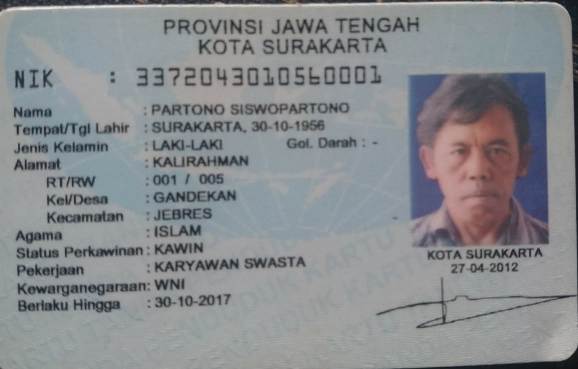 PROVINSI JAWA TENGAH
KOTA SURAKARTA
NIK : 3372043010560001
Nama : PARTONO SISWOPARTONO
Tempat/Tgl Lahir : SURAKARTA, 30-10-1956
Jenis Kelamin : LAKI-LAKI Gol. Darah : -
Alamat : KALIRAHMAN
RT/RW : 001 / 005
Kel/Desa : GANDEKAN
Kecamatan : JEBRES
Agama : ISLAM
Status Perkawinan : KAWIN
Pekerjaan : KARYAWAN SWASTA
Kewarganegaraan: WNI
Berlaku Hingga : 30-10-2017
KOTA SURAKARTA
27-04-2012